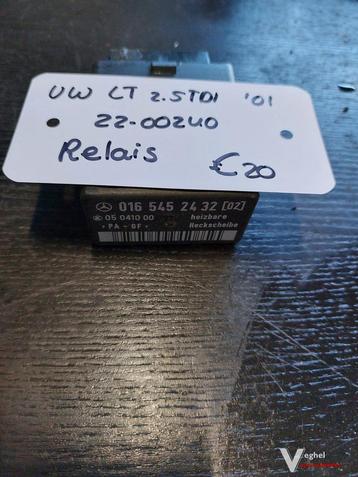 VW LT 2.5TDI '01
22-00240
Relais €20
016 545 24 32 [02]
05 0410 00 heizbare
>PA-GF< Heckscheibe
Veghel